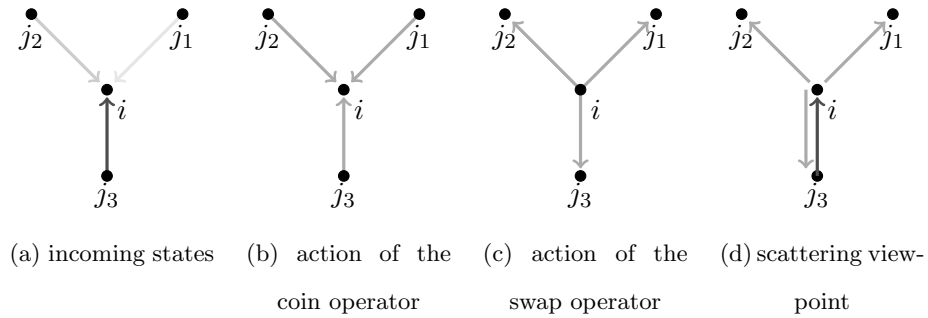 j₂ j₁ j₂ j₁ j₂ j₁ j₂ j₁
i i i i
j₃ j₃ j₃ j₃
(a) incoming states (b) action of the (c) action of the (d) scattering view-
coin operator swap operator point